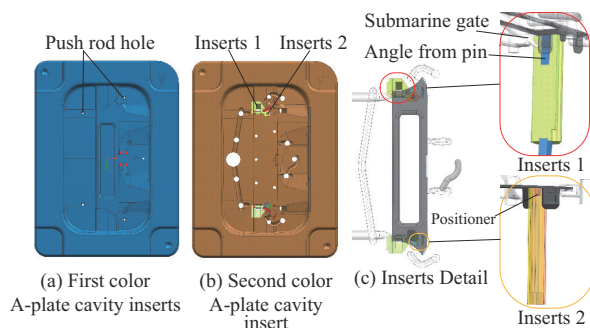 Push rod hole
Inserts 1 Inserts 2
Submarine gate
Angle from pin
Inserts 1
Positioner
Inserts 2
(a) First color
A-plate cavity inserts
(b) Second color
A-plate cavity
insert
(c) Inserts Detail